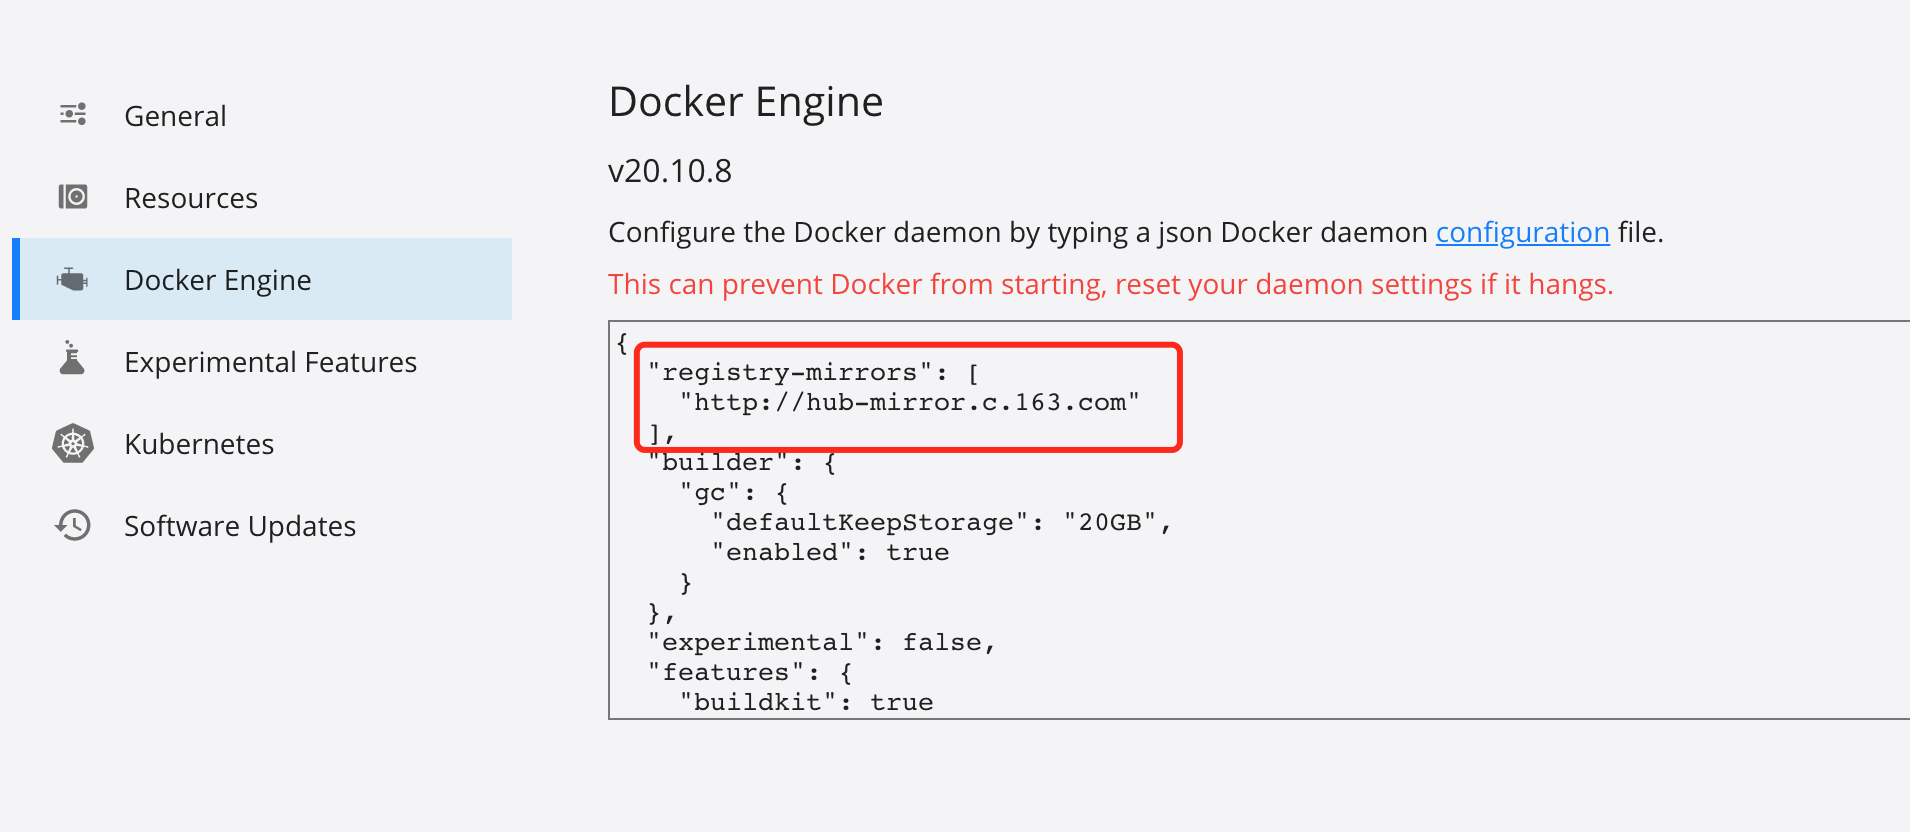 General
Resources
Docker Engine
Experimental Features
Kubernetes
Software Updates
Docker Engine
v20.10.8
Configure the Docker daemon by typing a json Docker daemon configuration file.
This can prevent Docker from starting, reset your daemon settings if it hangs.
{
  "registry-mirrors": [
    "http://hub-mirror.c.163.com"
  ],
  "builder": {
    "gc": {
      "defaultKeepStorage": "20GB",
      "enabled": true
    }
  },
  "experimental": false,
  "features": {
    "buildkit": true